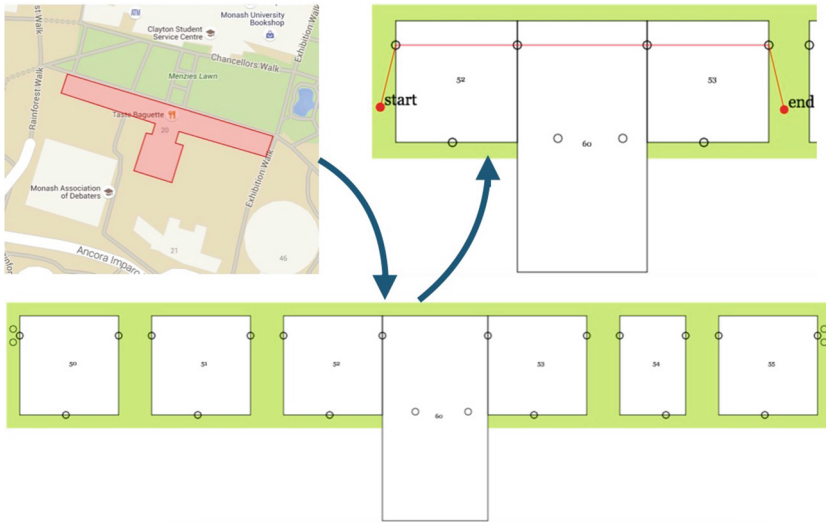 Monash University
Bookshop
Clayton Student
Service Centre
Chancellors Walk
Exhibition Walk
Menzies Lawn
Rainforest Walk
Taste Baguette
20
Monash Association
of Debaters
Exhibition Walk
21
46
Ancora Imparo
start
52
53
end
60
50
51
52
60
53
54
55